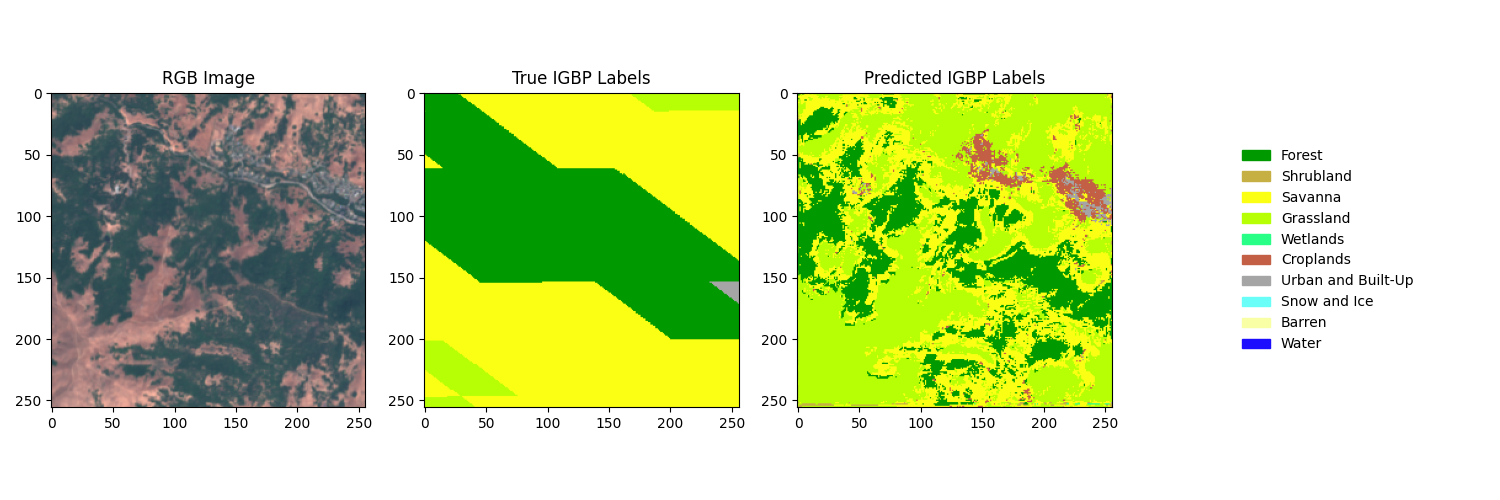 RGB Image
True IGBP Labels
Predicted IGBP Labels
0
50
100
150
200
250
0 50 100 150 200 250
0
50
100
150
200
250
0 50 100 150 200 250
0
50
100
150
200
250
0 50 100 150 200 250
Forest
Shrubland
Savanna
Grassland
Wetlands
Croplands
Urban and Built-Up
Snow and Ice
Barren
Water